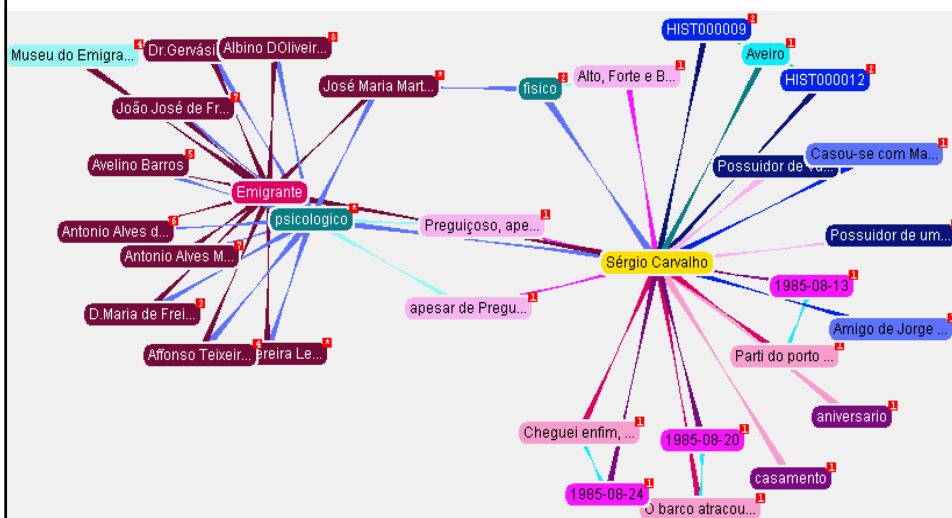 HIST000009
Museu do Emigra...
Dr.Gervási
Albino DOliveir...
Aveiro
José Maria Mart...
fisico
Alto, Forte e B...
HIST000012
João José de Fr...
Avelino Barros
Casou-se com Ma...
Possuidor de
Emigrante
psicologico
Preguiçoso, ape...
Antonio Alves d...
Possuidor de um...
Antonio Alves M...
Sérgio Carvalho
1985-08-13
D.Maria de Frei...
apesar de Pregu...
Amigo de Jorge ...
Affonso Teixeir...
ereira Le...
Parti do porto ...
aniversario
Cheguei enfim, ...
1985-08-20
casamento
1985-08-24
O barco atracou...